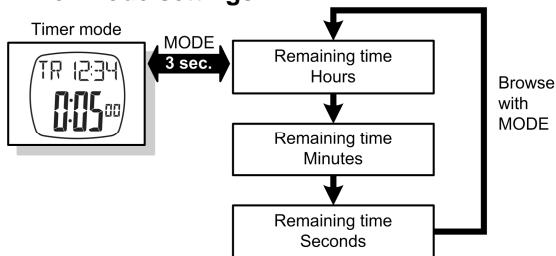 Timer mode
MODE
3 sec.
TR 12:34
0:05 00
Remaining time
Hours
Remaining time
Minutes
Remaining time
Seconds
Browse
with
MODE